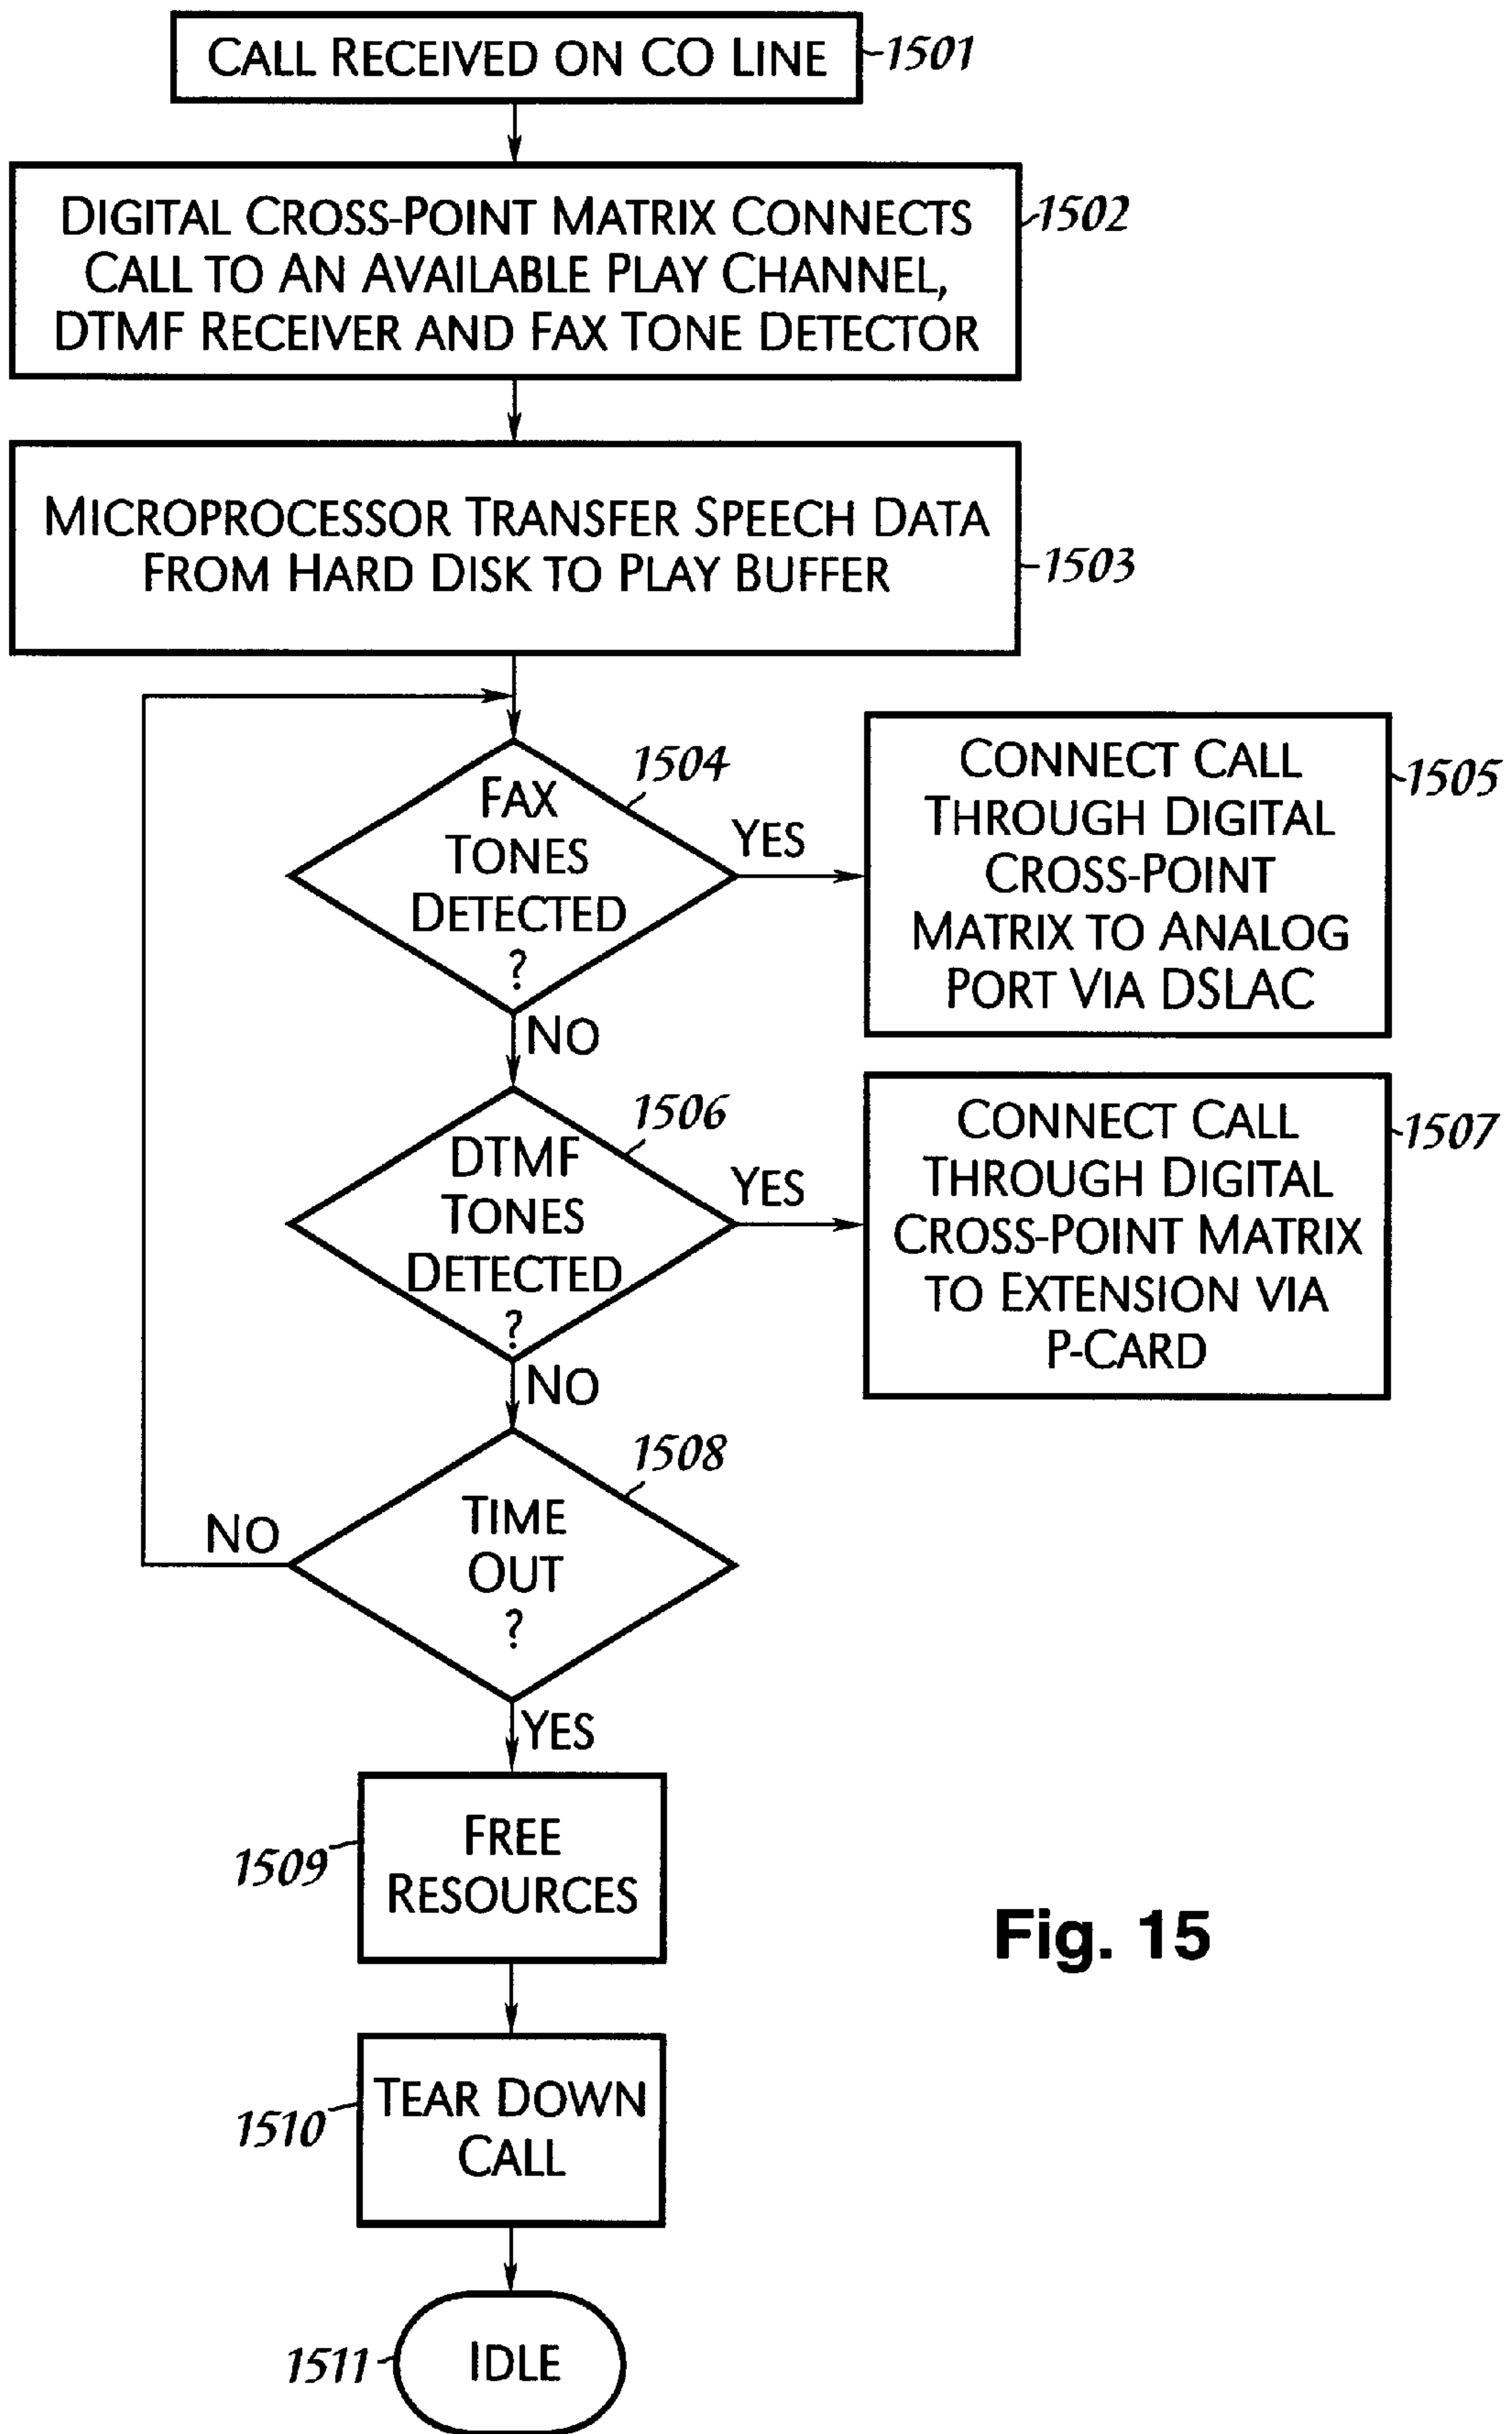 CALL RECEIVED ON CO LINE
1501
DIGITAL CROSS-POINT MATRIX CONNECTS
CALL TO AN AVAILABLE PLAY CHANNEL,
DTMF RECEIVER AND FAX TONE DETECTOR
1502
MICROPROCESSOR TRANSFER SPEECH DATA
FROM HARD DISK TO PLAY BUFFER
1503
FAX
TONES
DETECTED
?
1504
YES
NO
CONNECT CALL
THROUGH DIGITAL
CROSS-POINT
MATRIX TO ANALOG
PORT VIA DSLAC
1505
DTMF
TONES
DETECTED
?
1506
YES
NO
CONNECT CALL
THROUGH DIGITAL
CROSS-POINT MATRIX
TO EXTENSION VIA
P-CARD
1507
TIME
OUT
?
1508
NO
YES
FREE
RESOURCES
1509
Fig. 15
TEAR DOWN
CALL
1510
IDLE
1511